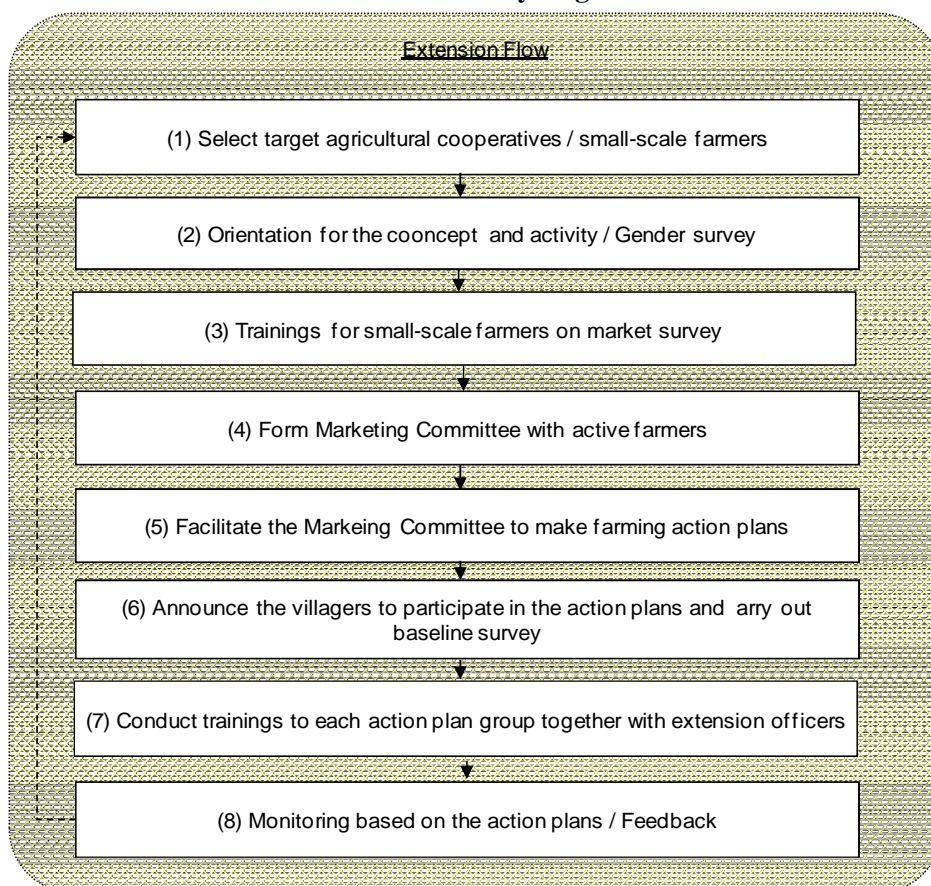 Extension Flow
(1) Select target agricultural cooperatives / small-scale farmers
(2) Orientation for the cooncept and activity / Gender survey
(3) Trainings for small-scale farmers on market survey
(4) Form Marketing Committee with active farmers
(5) Facilitate the Markeing Committee to make farming action plans
(6) Announce the villagers to participate in the action plans and arry out
baseline survey
(7) Conduct trainings to each action plan group together with extension officers
(8) Monitoring based on the action plans / Feedback